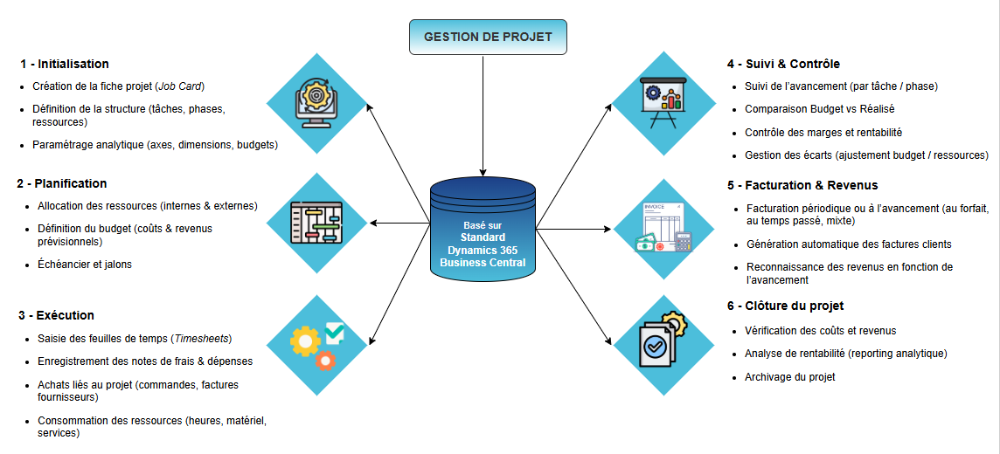 GESTION DE PROJET
1 - Initialisation
Création de la fiche projet (Job Card)
Définition de la structure (tâches, phases,
ressources)
Paramétrage analytique (axes, dimensions, budgets)
2 - Planification
Allocation des ressources (internes & externes)
Définition du budget (coûts & revenus
prévisionnels)
Échéancier et jalons
3 - Exécution
Saisie des feuilles de temps (Timesheets)
Enregistrement des notes de frais & dépenses
Achats liés au projet (commandes, factures
fournisseurs)
Consommation des ressources (heures, matériel,
services)
Basé sur
Standard
Dynamics 365
Business Central
4 - Suivi & Contrôle
Suivi de l’avancement (par tâche / phase)
Comparaison Budget vs Réalisé
Contrôle des marges et rentabilité
Gestion des écarts (ajustement budget / ressources)
5 - Facturation & Revenus
Facturation périodique ou à l’avancement (au forfait,
au temps passé, mixte)
Génération automatique des factures clients
Reconnaissance des revenus en fonction de
l’avancement
INVOICE
6 - Clôture du projet
Vérification des coûts et revenus
Analyse de rentabilité (reporting analytique)
Archivage du projet